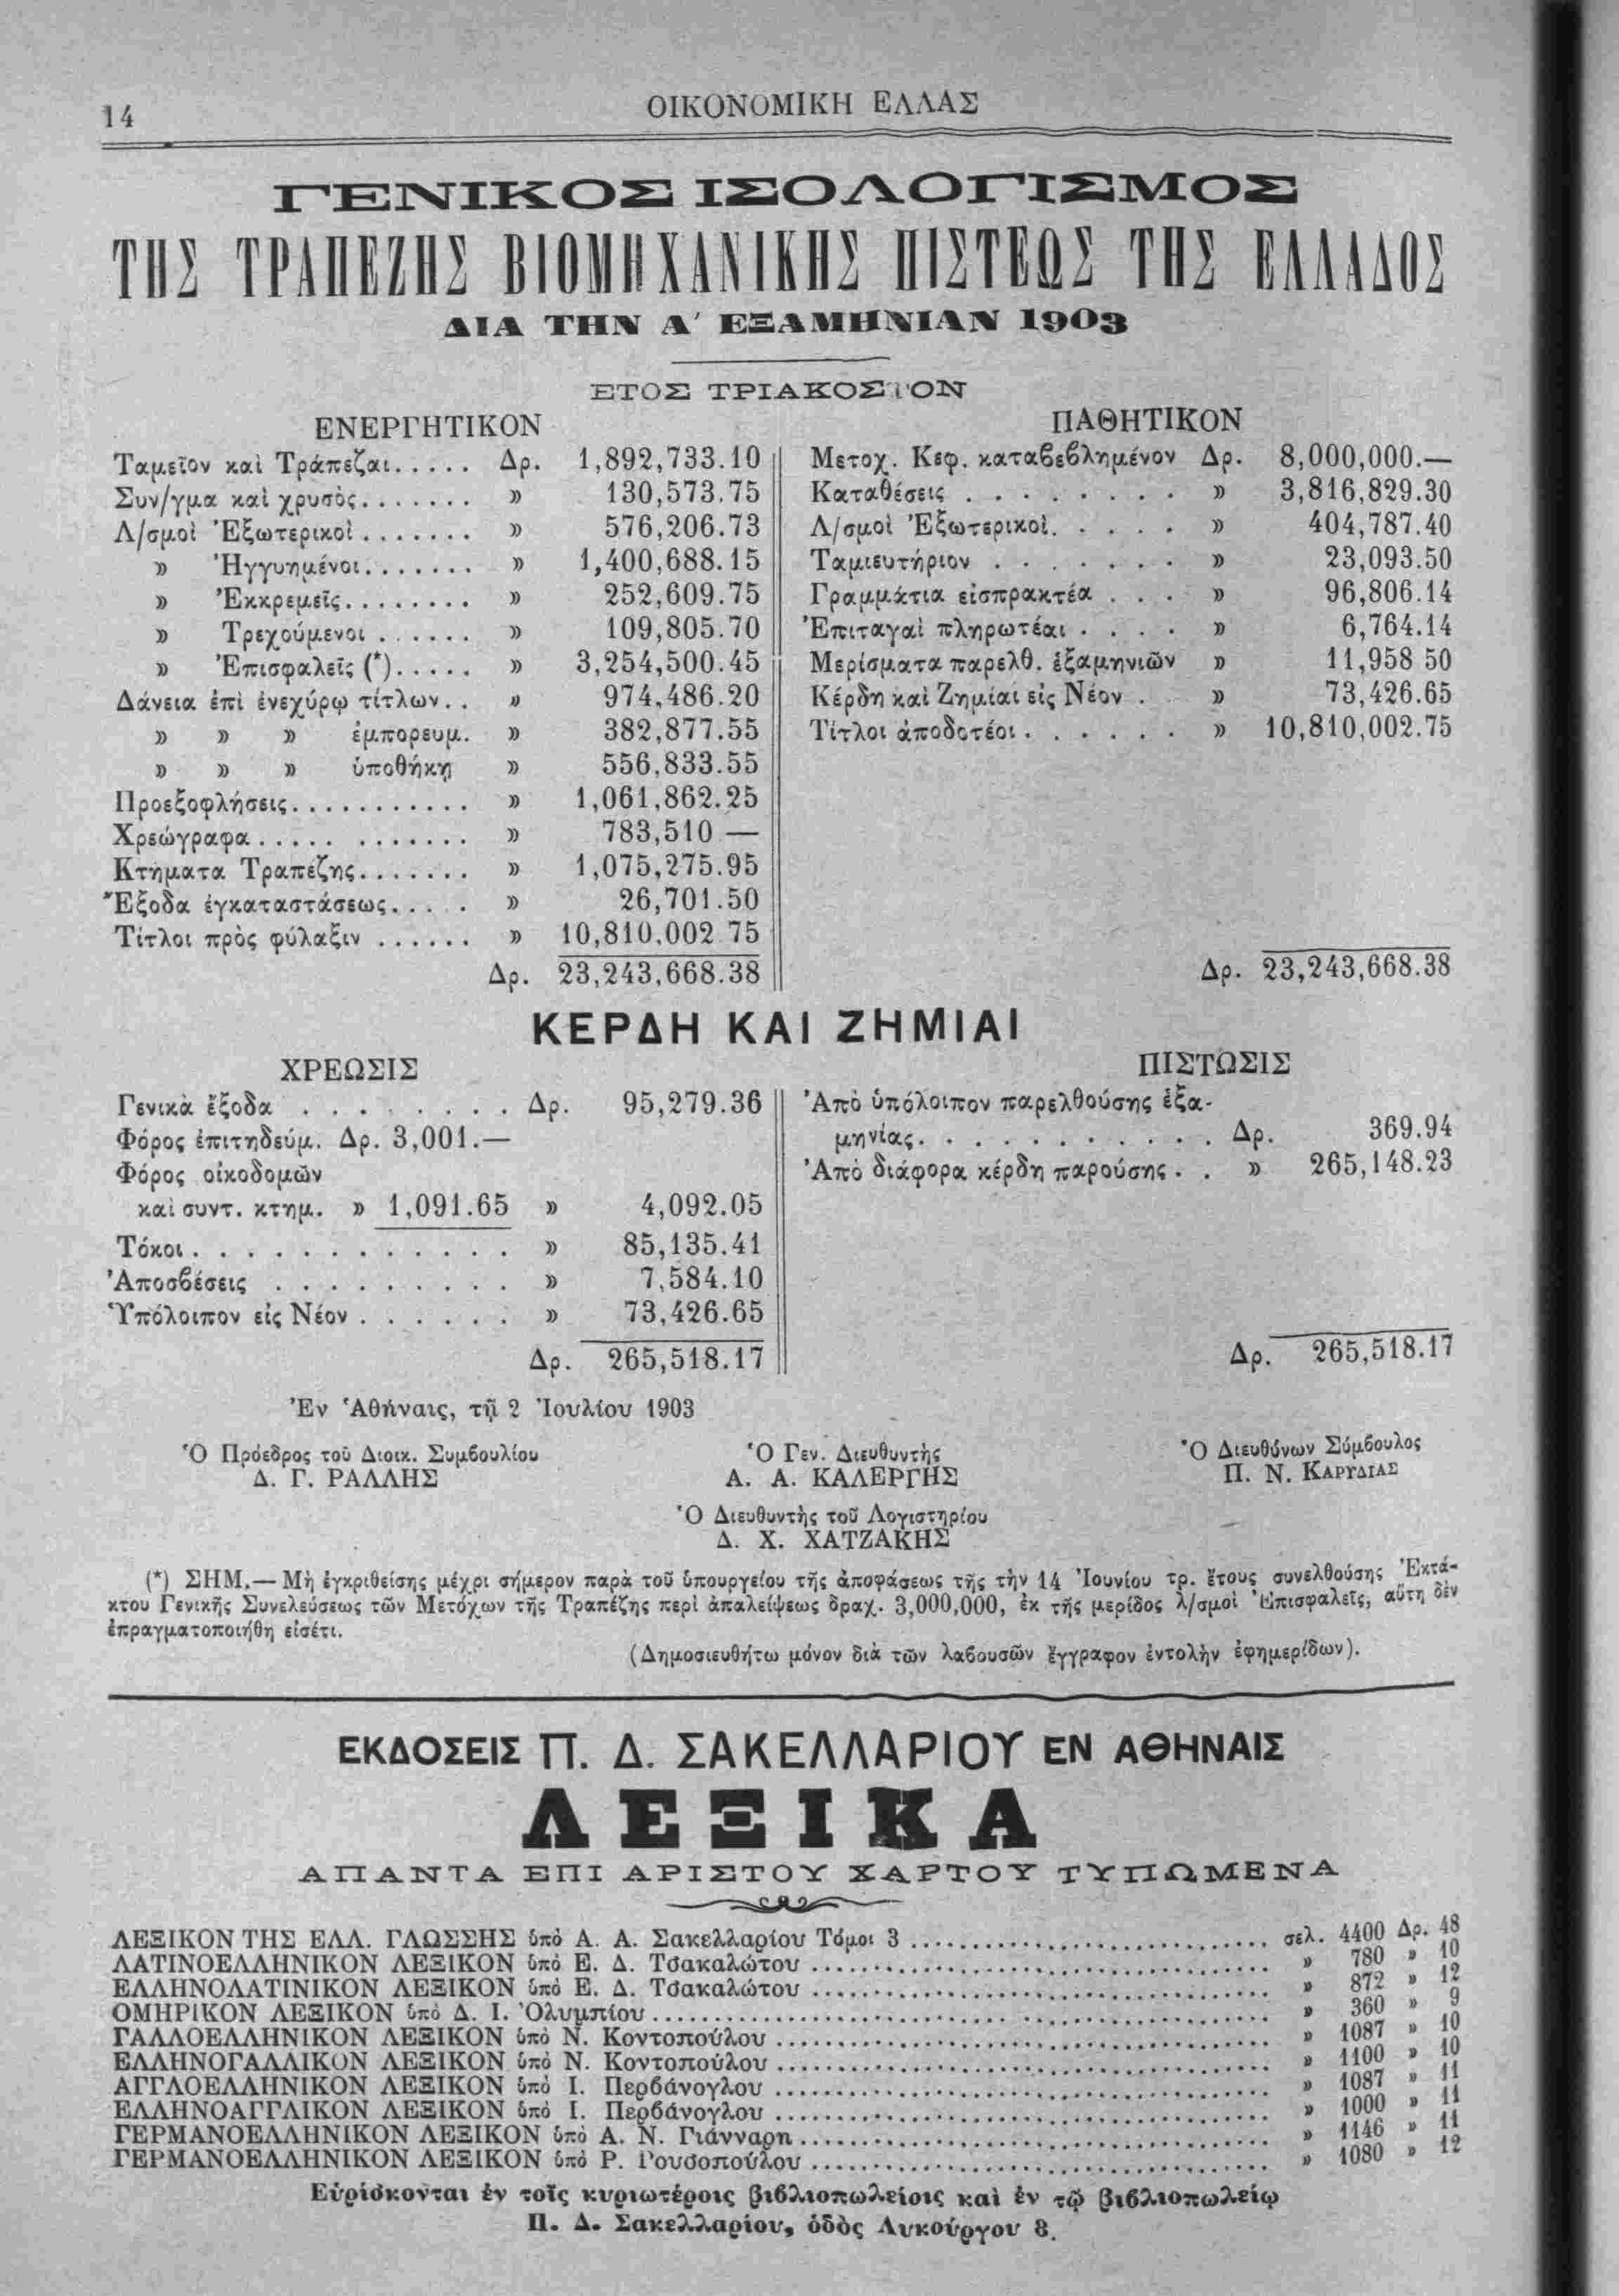 14
ΟΙΚΟΝΟΜΙΚΗ ΕΛΛΑΣ
ΓΕΝΙΚΟΣ ΙΣΟΛΟΓΙΣΜΟΣ
ΤΗΣ ΤΡΑΠΕΖΗΣ ΒΙΟΜΗΧΑΝΙΚΗΣ ΠΙΣΤΕΩΣ ΤΗΣ ΕΛΛΑΔΟΣ
ΔΙΑ ΤΗΝ Α΄ ΕΞΑΜΗΝΙΑΝ 1903
ΕΤΟΣ ΤΡΙΑΚΟΣΤΟΝ
ΕΝΕΡΓΗΤΙΚΟΝ
Ταμεῖον καὶ Τράπεζαι..... Δρ. 1,892,733.10
Συν/γμα καὶ χρυσὸς....... » 130,573.75
Λ/σμοὶ Ἐξωτερικοὶ....... » 576,206.73
» Ἠγγυημένοι....... » 1,400,688.15
» Ἐκκρεμεῖς........ » 252,609.75
» Τρεχούμενοι...... » 109,805.70
» Ἐπισφαλεῖς (*)..... » 3,254,500.45
Δάνεια ἐπὶ ἐνεχύρῳ τίτλων.. » 974,486.20
» » » ἐμπορευμ. » 382,877.55
» » » ὑποθήκῃ » 556,833.55
Προεξοφλήσεις........... » 1,061,862.25
Χρεώγραφα............ » 783,510 —
Κτήματα Τραπέζης....... » 1,075,275.95
Ἔξοδα ἐγκαταστάσεως..... » 26,701.50
Τίτλοι πρὸς φύλαξιν...... » 10,810,002 75
Δρ. 23,243,668.38
ΠΑΘΗΤΙΚΟΝ
Μετοχ. Κεφ. καταβεβλημένον Δρ. 8,000,000.—
Καταθέσεις........ » 3,816,829.30
Λ/σμοὶ Ἐξωτερικοὶ..... » 404,787.40
Ταμιευτήριον....... » 23,093.50
Γραμμάτια εἰσπρακτέα... » 96,806.14
Ἐπιταγαὶ πληρωτέαι.... » 6,764.14
Μερίσματα παρελθ. ἑξαμηνιῶν » 11,958 50
Κέρδη καὶ Ζημίαι εἰς Νέον. » 73,426.65
Τίτλοι ἀποδοτέοι...... » 10,810,002.75
Δρ. 23,243,668.38
ΚΕΡΔΗ ΚΑΙ ΖΗΜΙΑΙ
ΧΡΕΩΣΙΣ
Γενικὰ ἔξοδα........ Δρ. 95,279.36
Φόρος ἐπιτηδεύμ. Δρ. 3,001.—
Φόρος οἰκοδομῶν
καὶ συντ. κτημ. » 1,091.65 » 4,092.05
Τόκοι............. » 85,135.41
Ἀποσβέσεις.......... » 7,584.10
Ὑπόλοιπον εἰς Νέον...... » 73,426.65
Δρ. 265,518.17
ΠΙΣΤΩΣΙΣ
Ἀπὸ ὑπόλοιπον παρελθούσης ἑξα-
μηνίας........... Δρ. 369.94
Ἀπὸ διάφορα κέρδη παρούσης.. » 265,148.23
Δρ. 265,518.17
Ἐν Ἀθήναις, τῇ 2 Ἰουλίου 1903
Ὁ Πρόεδρος τοῦ Διοικ. Συμβουλίου
Δ. Γ. ΡΑΛΛΗΣ
Ὁ Γεν. Διευθυντὴς
Α. Α. ΚΑΛΕΡΓΗΣ
Ὁ Διευθύνων Σύμβουλος
Π. Ν. ΚΑΡΥΔΙΑΣ
Ὁ Διευθυντὴς τοῦ Λογιστηρίου
Δ. Χ. ΧΑΤΖΑΚΗΣ
(*) ΣΗΜ.— Μὴ ἐγκριθείσης μέχρι σήμερον παρὰ τοῦ ὑπουργείου τῆς ἀποφάσεως τῆς τὴν 14 Ἰουνίου τρ. ἔτους συνελθούσης Ἐκτά-
κτου Γενικῆς Συνελεύσεως τῶν Μετόχων τῆς Τραπέζης περὶ ἀπαλείψεως δραχ. 3,000,000, ἐκ τῆς μερίδος λ/σμοὶ Ἐπισφαλεῖς, αὕτη δὲν
ἐπραγματοποιήθη εἰσέτι.
(Δημοσιευθήτω μόνον διὰ τῶν λαβουσῶν ἔγγραφον ἐντολὴν ἐφημερίδων).
ΕΚΔΟΣΕΙΣ Π. Δ. ΣΑΚΕΛΛΑΡΙΟΥ ΕΝ ΑΘΗΝΑΙΣ
ΛΕΞΙΚΑ
ΑΠΑΝΤΑ ΕΠΙ ΑΡΙΣΤΟΥ ΧΑΡΤΟΥ ΤΥΠΩΜΕΝΑ
ΛΕΞΙΚΟΝ ΤΗΣ ΕΛΛ. ΓΛΩΣΣΗΣ ὑπὸ Α. Α. Σακελλαρίου Τόμοι 3 ........ σελ. 4400 Δρ. 48
ΛΑΤΙΝΟΕΛΛΗΝΙΚΟΝ ΛΕΞΙΚΟΝ ὑπὸ Ε. Δ. Τσακαλώτου ........ » 780 » 10
ΕΛΛΗΝΟΛΑΤΙΝΙΚΟΝ ΛΕΞΙΚΟΝ ὑπὸ Ε. Δ. Τσακαλώτου ........ » 872 » 12
ΟΜΗΡΙΚΟΝ ΛΕΞΙΚΟΝ ὑπὸ Δ. Ι. Ὀλυμπίου ........ » 360 » 9
ΓΑΛΛΟΕΛΛΗΝΙΚΟΝ ΛΕΞΙΚΟΝ ὑπὸ Ν. Κοντοπούλου ........ » 1087 » 10
ΕΛΛΗΝΟΓΑΛΛΙΚΟΝ ΛΕΞΙΚΟΝ ὑπὸ Ν. Κοντοπούλου ........ » 1100 » 10
ΑΓΓΛΟΕΛΛΗΝΙΚΟΝ ΛΕΞΙΚΟΝ ὑπὸ Ι. Περβάνογλου ........ » 1087 » 11
ΕΛΛΗΝΟΑΓΓΛΙΚΟΝ ΛΕΞΙΚΟΝ ὑπὸ Ι. Περβάνογλου ........ » 1000 » 11
ΓΕΡΜΑΝΟΕΛΛΗΝΙΚΟΝ ΛΕΞΙΚΟΝ ὑπὸ Α. Ν. Γιάνναρη ........ » 1146 » 11
ΓΕΡΜΑΝΟΕΛΛΗΝΙΚΟΝ ΛΕΞΙΚΟΝ ὑπὸ Ρ. Ρουσοπούλου ........ » 1080 » 12
Εὑρίσκονται ἐν τοῖς κυριωτέροις βιβλιοπωλείοις καὶ ἐν τῷ βιβλιοπωλείῳ
Π. Δ. Σακελλαρίου, ὁδὸς Λυκούργου 8.